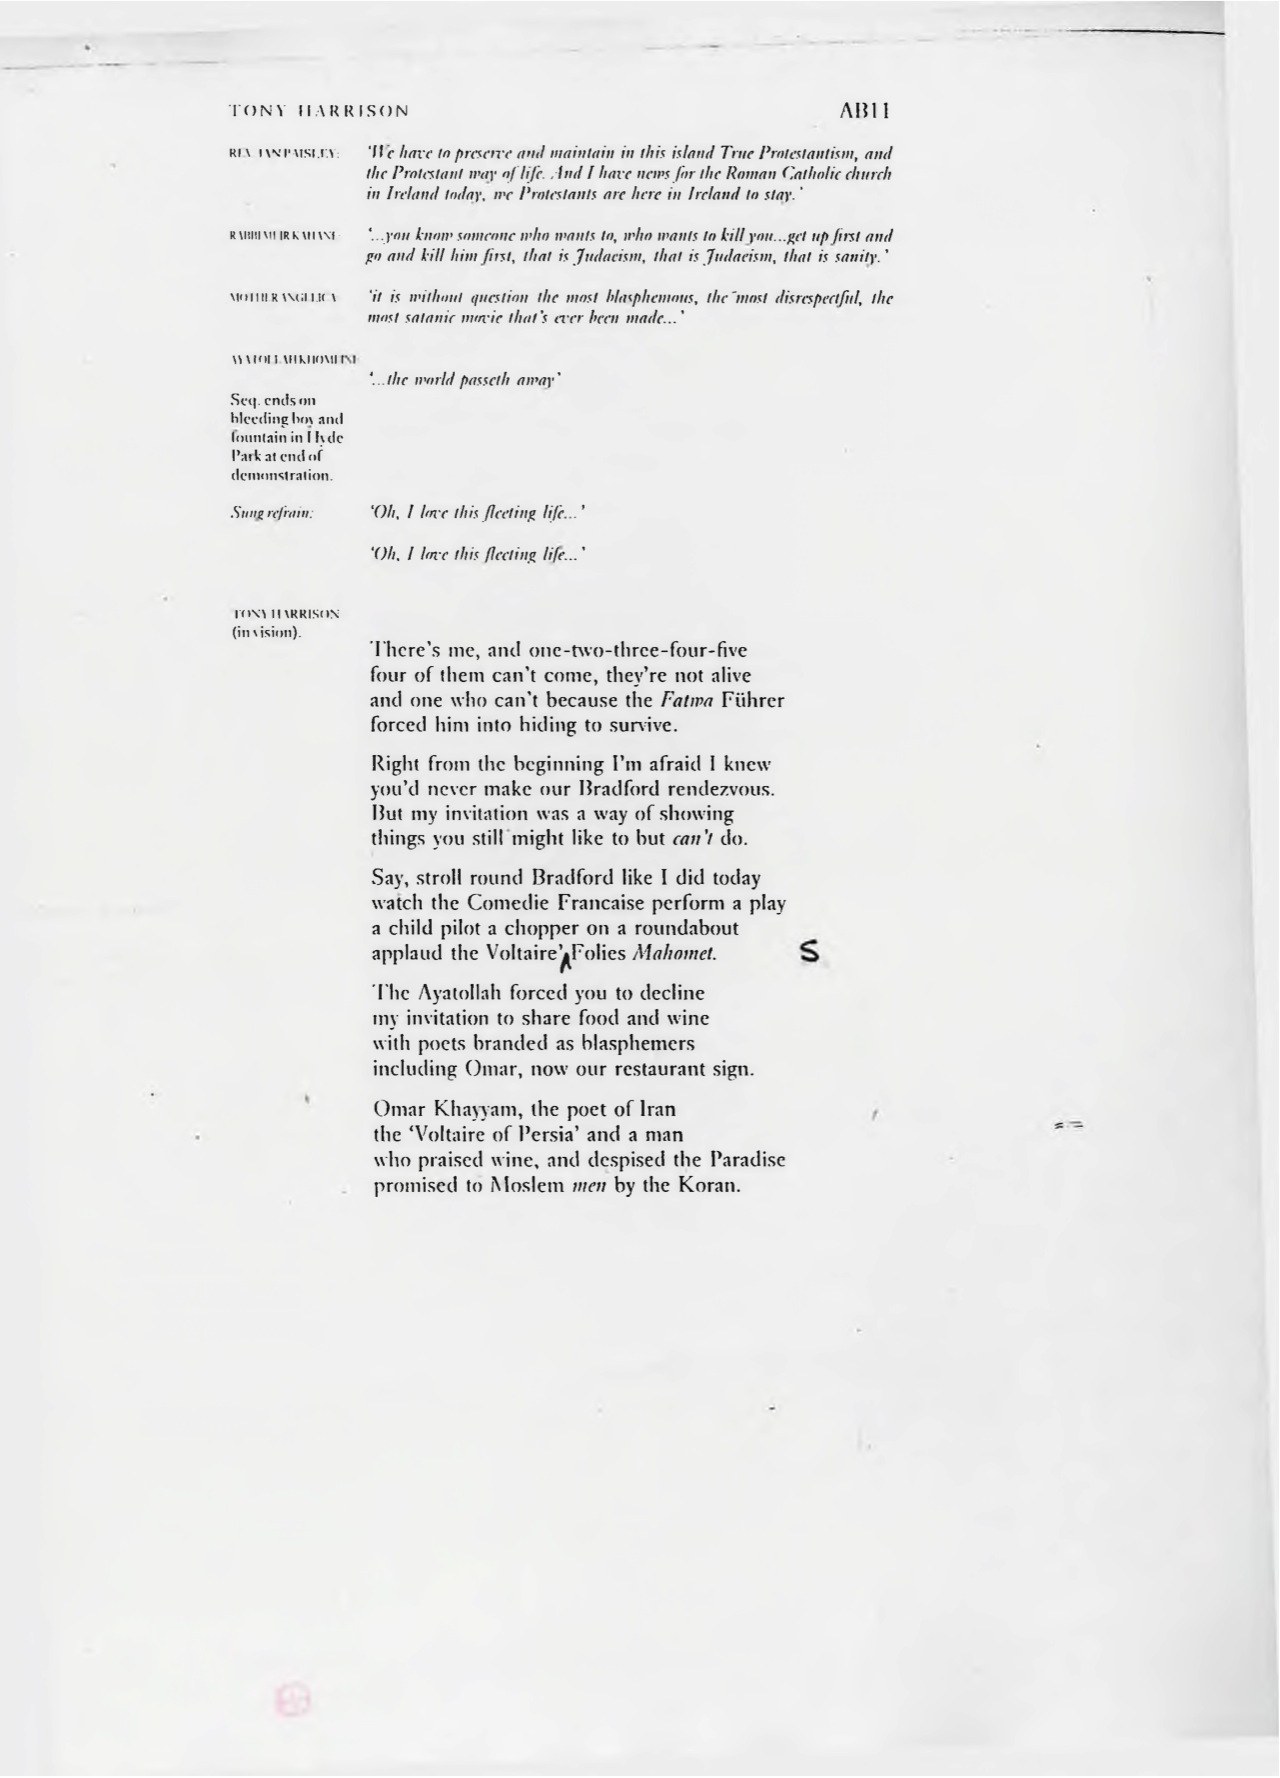 TONY HARRISON AB11
REV. IAN PAISLEY: 'We have to preserve and maintain in this island True Protestantism, and
the Protestant way of life. And I have news for the Roman Catholic church
in Ireland today, we Protestants are here in Ireland to stay.'
RABBI MEIR KAHANE '...you know someone who wants to, who wants to kill you...get up first and
go and kill him first, that is Judaeism, that is Judaeism, that is sanity.'
MOTHER ANGELICA 'it is without question the most blasphemous, the most disrespectful, the
most satanic movie that's ever been made...'
AYATOLLAH KHOMEINI
'...the world passeth away'
Seq. ends on
bleeding boy and
fountain in Hyde
Park at end of
demonstration.
Sung refrain: 'Oh, I love this fleeting life...'
'Oh, I love this fleeting life...'
TONY HARRISON
(in vision).
There's me, and one-two-three-four-five
four of them can't come, they're not alive
and one who can't because the Fatwa Führer
forced him into hiding to survive.
Right from the beginning I'm afraid I knew
you'd never make our Bradford rendezvous.
But my invitation was a way of showing
things you still might like to but can't do.
Say, stroll round Bradford like I did today
watch the Comedie Francaise perform a play
a child pilot a chopper on a roundabout
applaud the Voltaire' Folies Mahomet. S
The Ayatollah forced you to decline
my invitation to share food and wine
with poets branded as blasphemers
including Omar, now our restaurant sign.
Omar Khayyam, the poet of Iran
the 'Voltaire of Persia' and a man
who praised wine, and despised the Paradise
promised to Moslem men by the Koran.